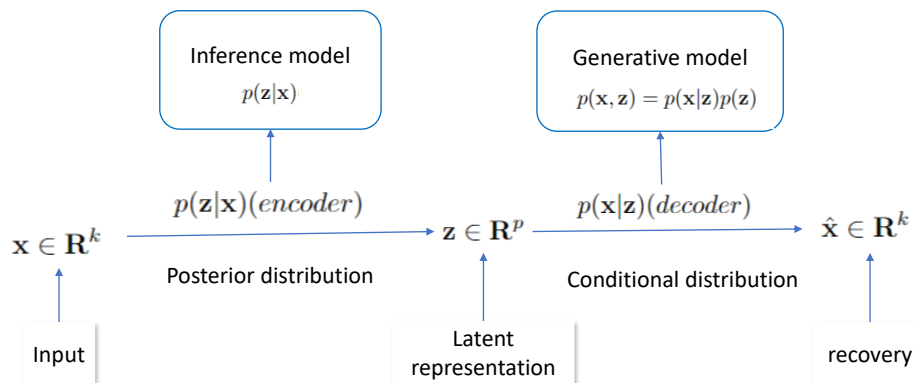 Inference model
p(𝐳|𝐱)(
Generative model
p(𝐱, 𝐳) = p(𝐱|𝐳)p(𝐳)
p(𝐳|𝐱)(encoder)
p(𝐱|𝐳)(decoder)
𝐱 ∈ 𝐑^k
𝐳 ∈ 𝐑^p
x̂ ∈ 𝐑^k
Posterior distribution
Conditional distribution
Input
Latent
representation
recovery